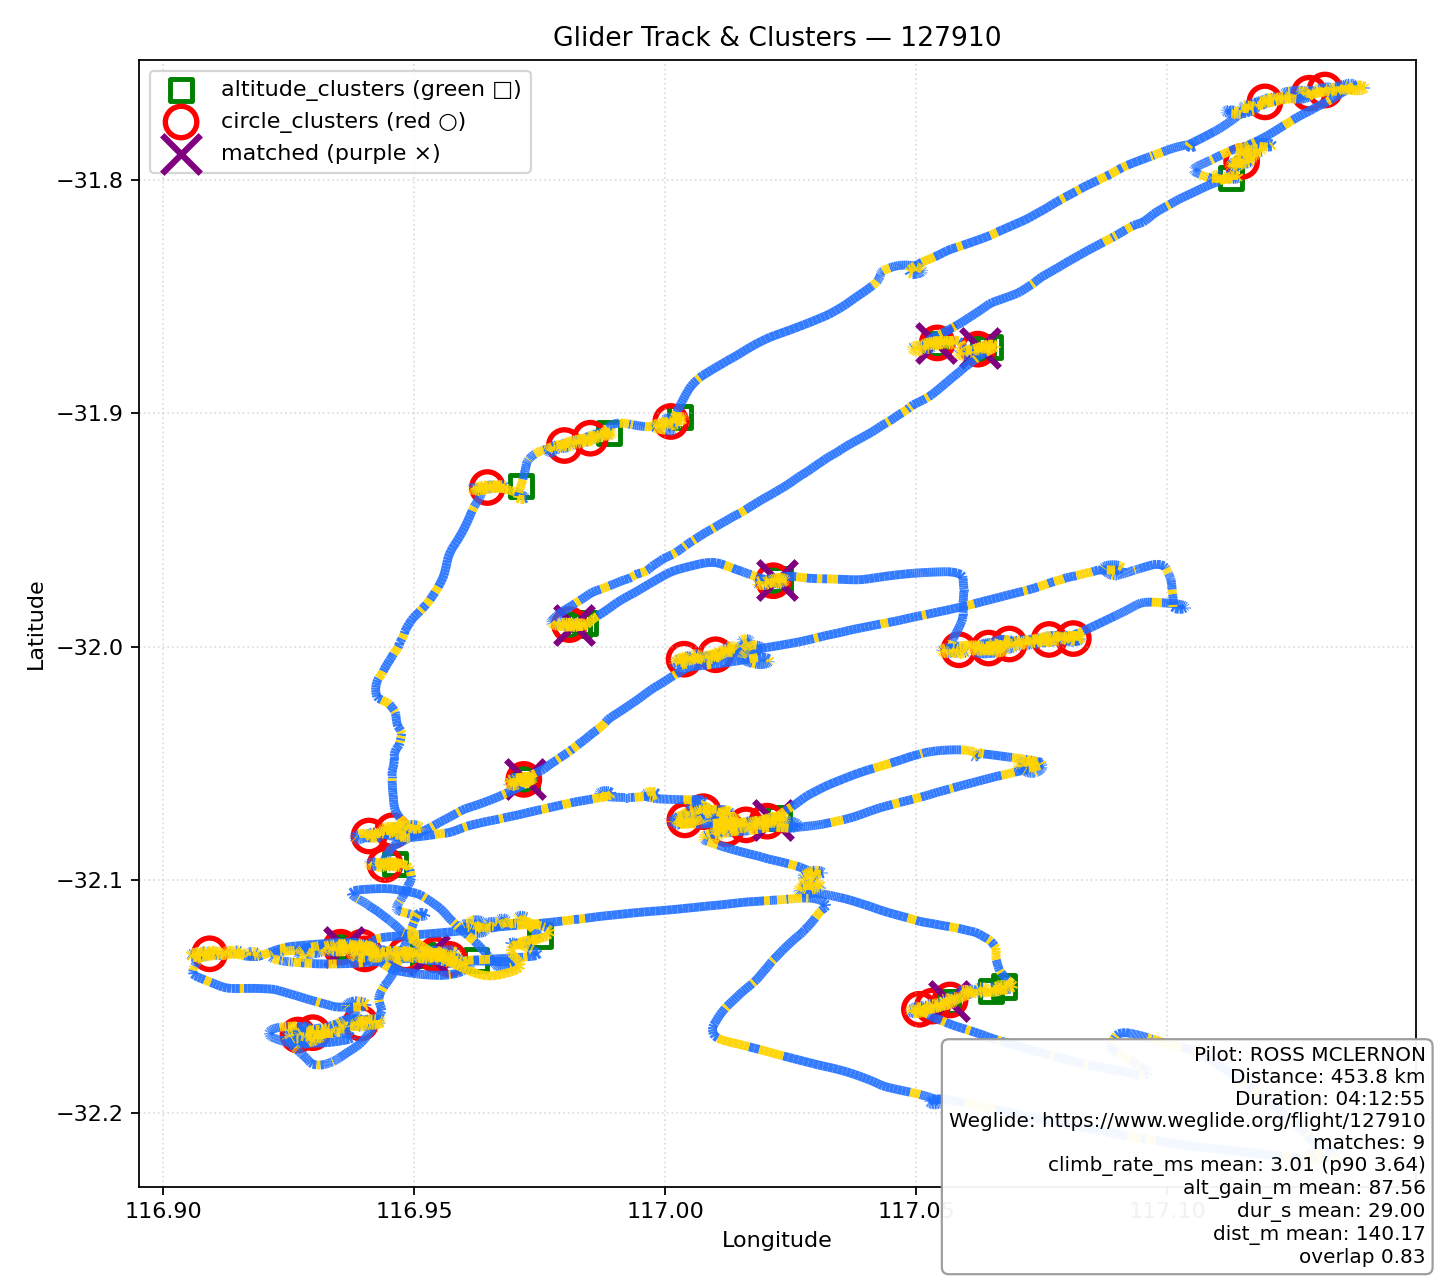 Glider Track & Clusters — 127910
altitude_clusters (green □)
circle_clusters (red ○)
matched (purple ×)
−31.8
−31.9
−32.0
−32.1
−32.2
Latitude
116.90
116.95
117.00
117.05
117.10
Longitude
Pilot: ROSS MCLERNON
Distance: 453.8 km
Duration: 04:12:55
Weglide: https://www.weglide.org/flight/127910
matches: 9
climb_rate_ms mean: 3.01 (p90 3.64)
alt_gain_m mean: 87.56
dur_s mean: 29.00
dist_m mean: 140.17
overlap 0.83